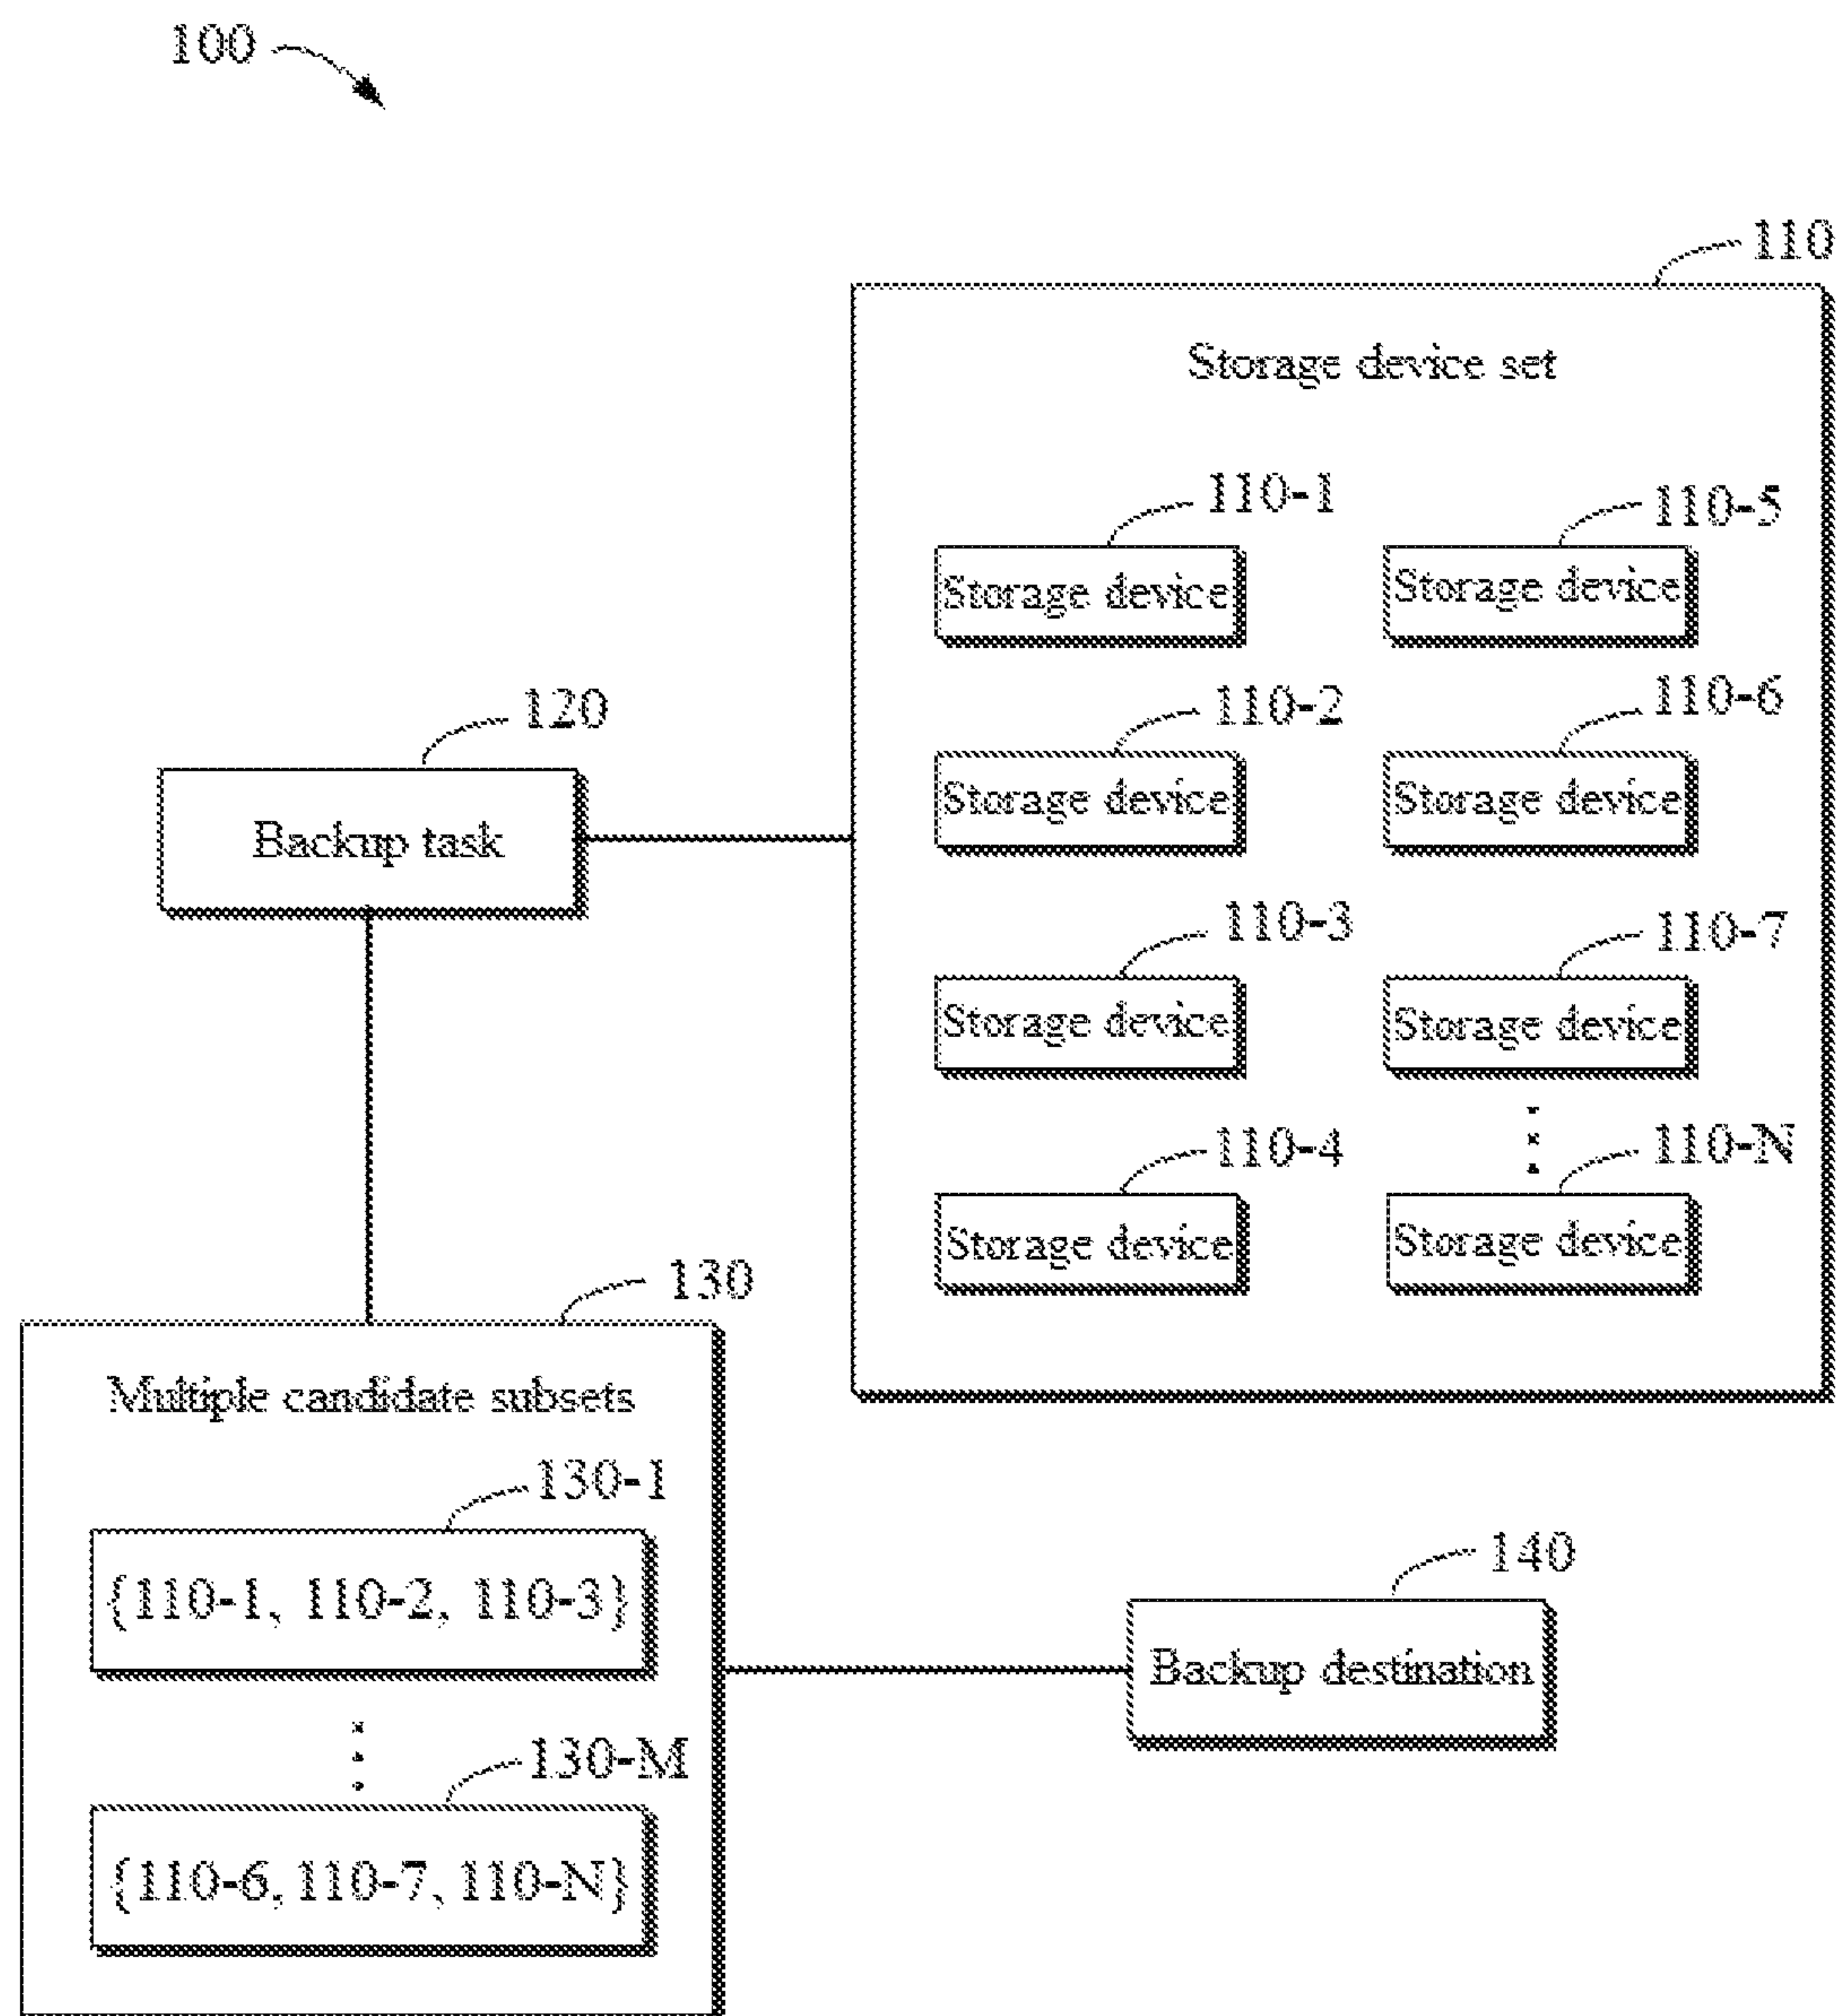 100
110
Storage device set
110-1
110-5
Storage device
Storage device
110-2
110-6
Storage device
Storage device
120
Backup task
110-3
110-7
Storage device
Storage device
110-4
110-N
Storage device
Storage device
130
Multiple candidate subsets
130-1
{110-1, 110-2, 110-3}
130-M
{110-6, 110-7, 110-N}
140
Backup destination